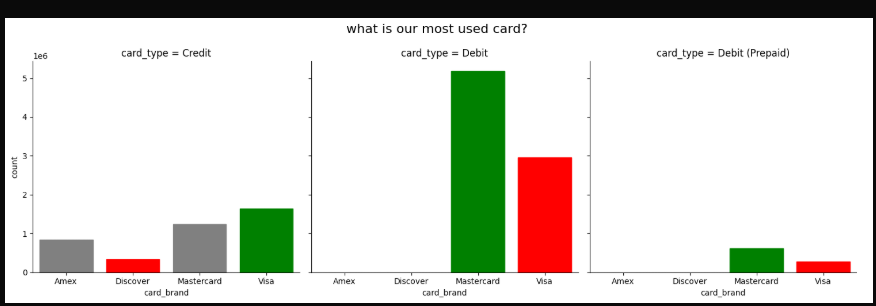 what is our most used card?
card_type = Credit
card_type = Debit
card_type = Debit (Prepaid)
1e6
5
4
3
2
1
0
count
Amex Discover Mastercard Visa
card_brand
Amex Discover Mastercard Visa
card_brand
Amex Discover Mastercard Visa
card_brand